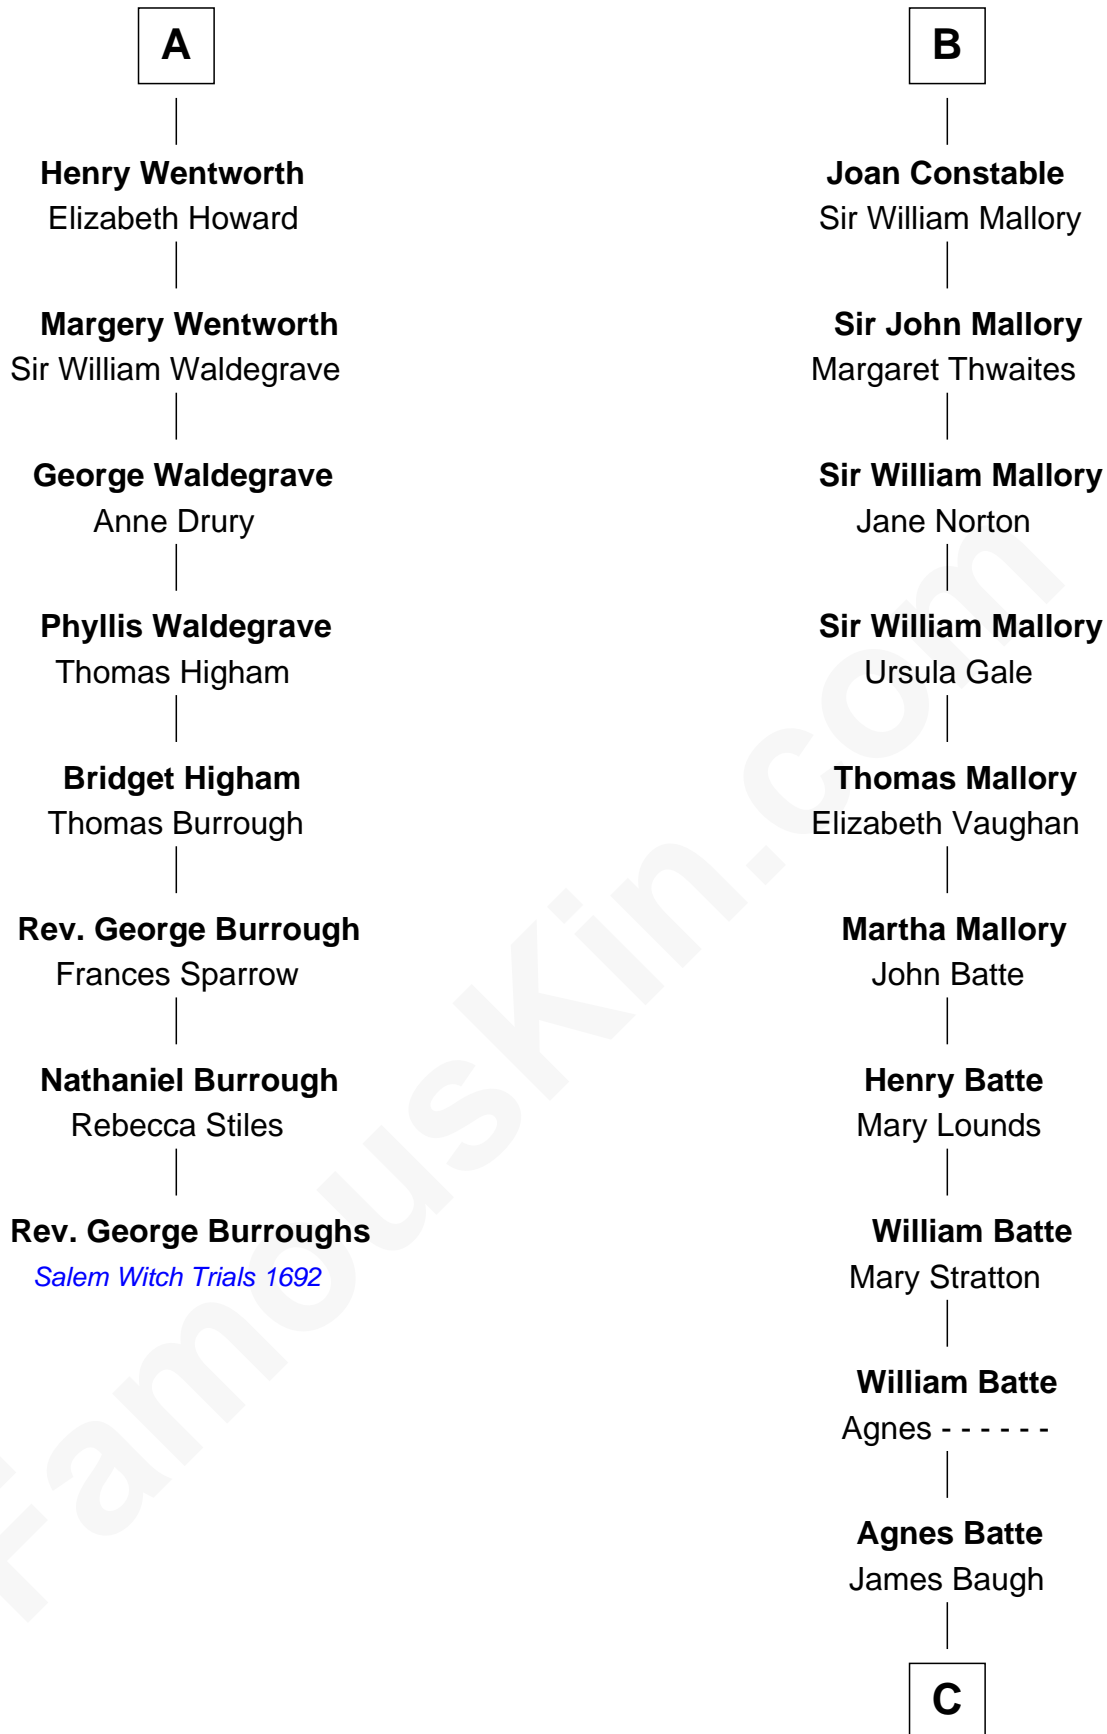 A
Henry Wentworth
Elizabeth Howard
Margery Wentworth
Sir William Waldegrave
George Waldegrave
Anne Drury
Phyllis Waldegrave
Thomas Higham
Bridget Higham
Thomas Burrough
Rev. George Burrough
Frances Sparrow
Nathaniel Burrough
Rebecca Stiles
Rev. George Burroughs
Salem Witch Trials 1692
B
Joan Constable
Sir William Mallory
Sir John Mallory
Margaret Thwaites
Sir William Mallory
Jane Norton
Sir William Mallory
Ursula Gale
Thomas Mallory
Elizabeth Vaughan
Martha Mallory
John Batte
Henry Batte
Mary Lounds
William Batte
Mary Stratton
William Batte
Agnes - - - - - -
Agnes Batte
James Baugh
C
FamousKin.com